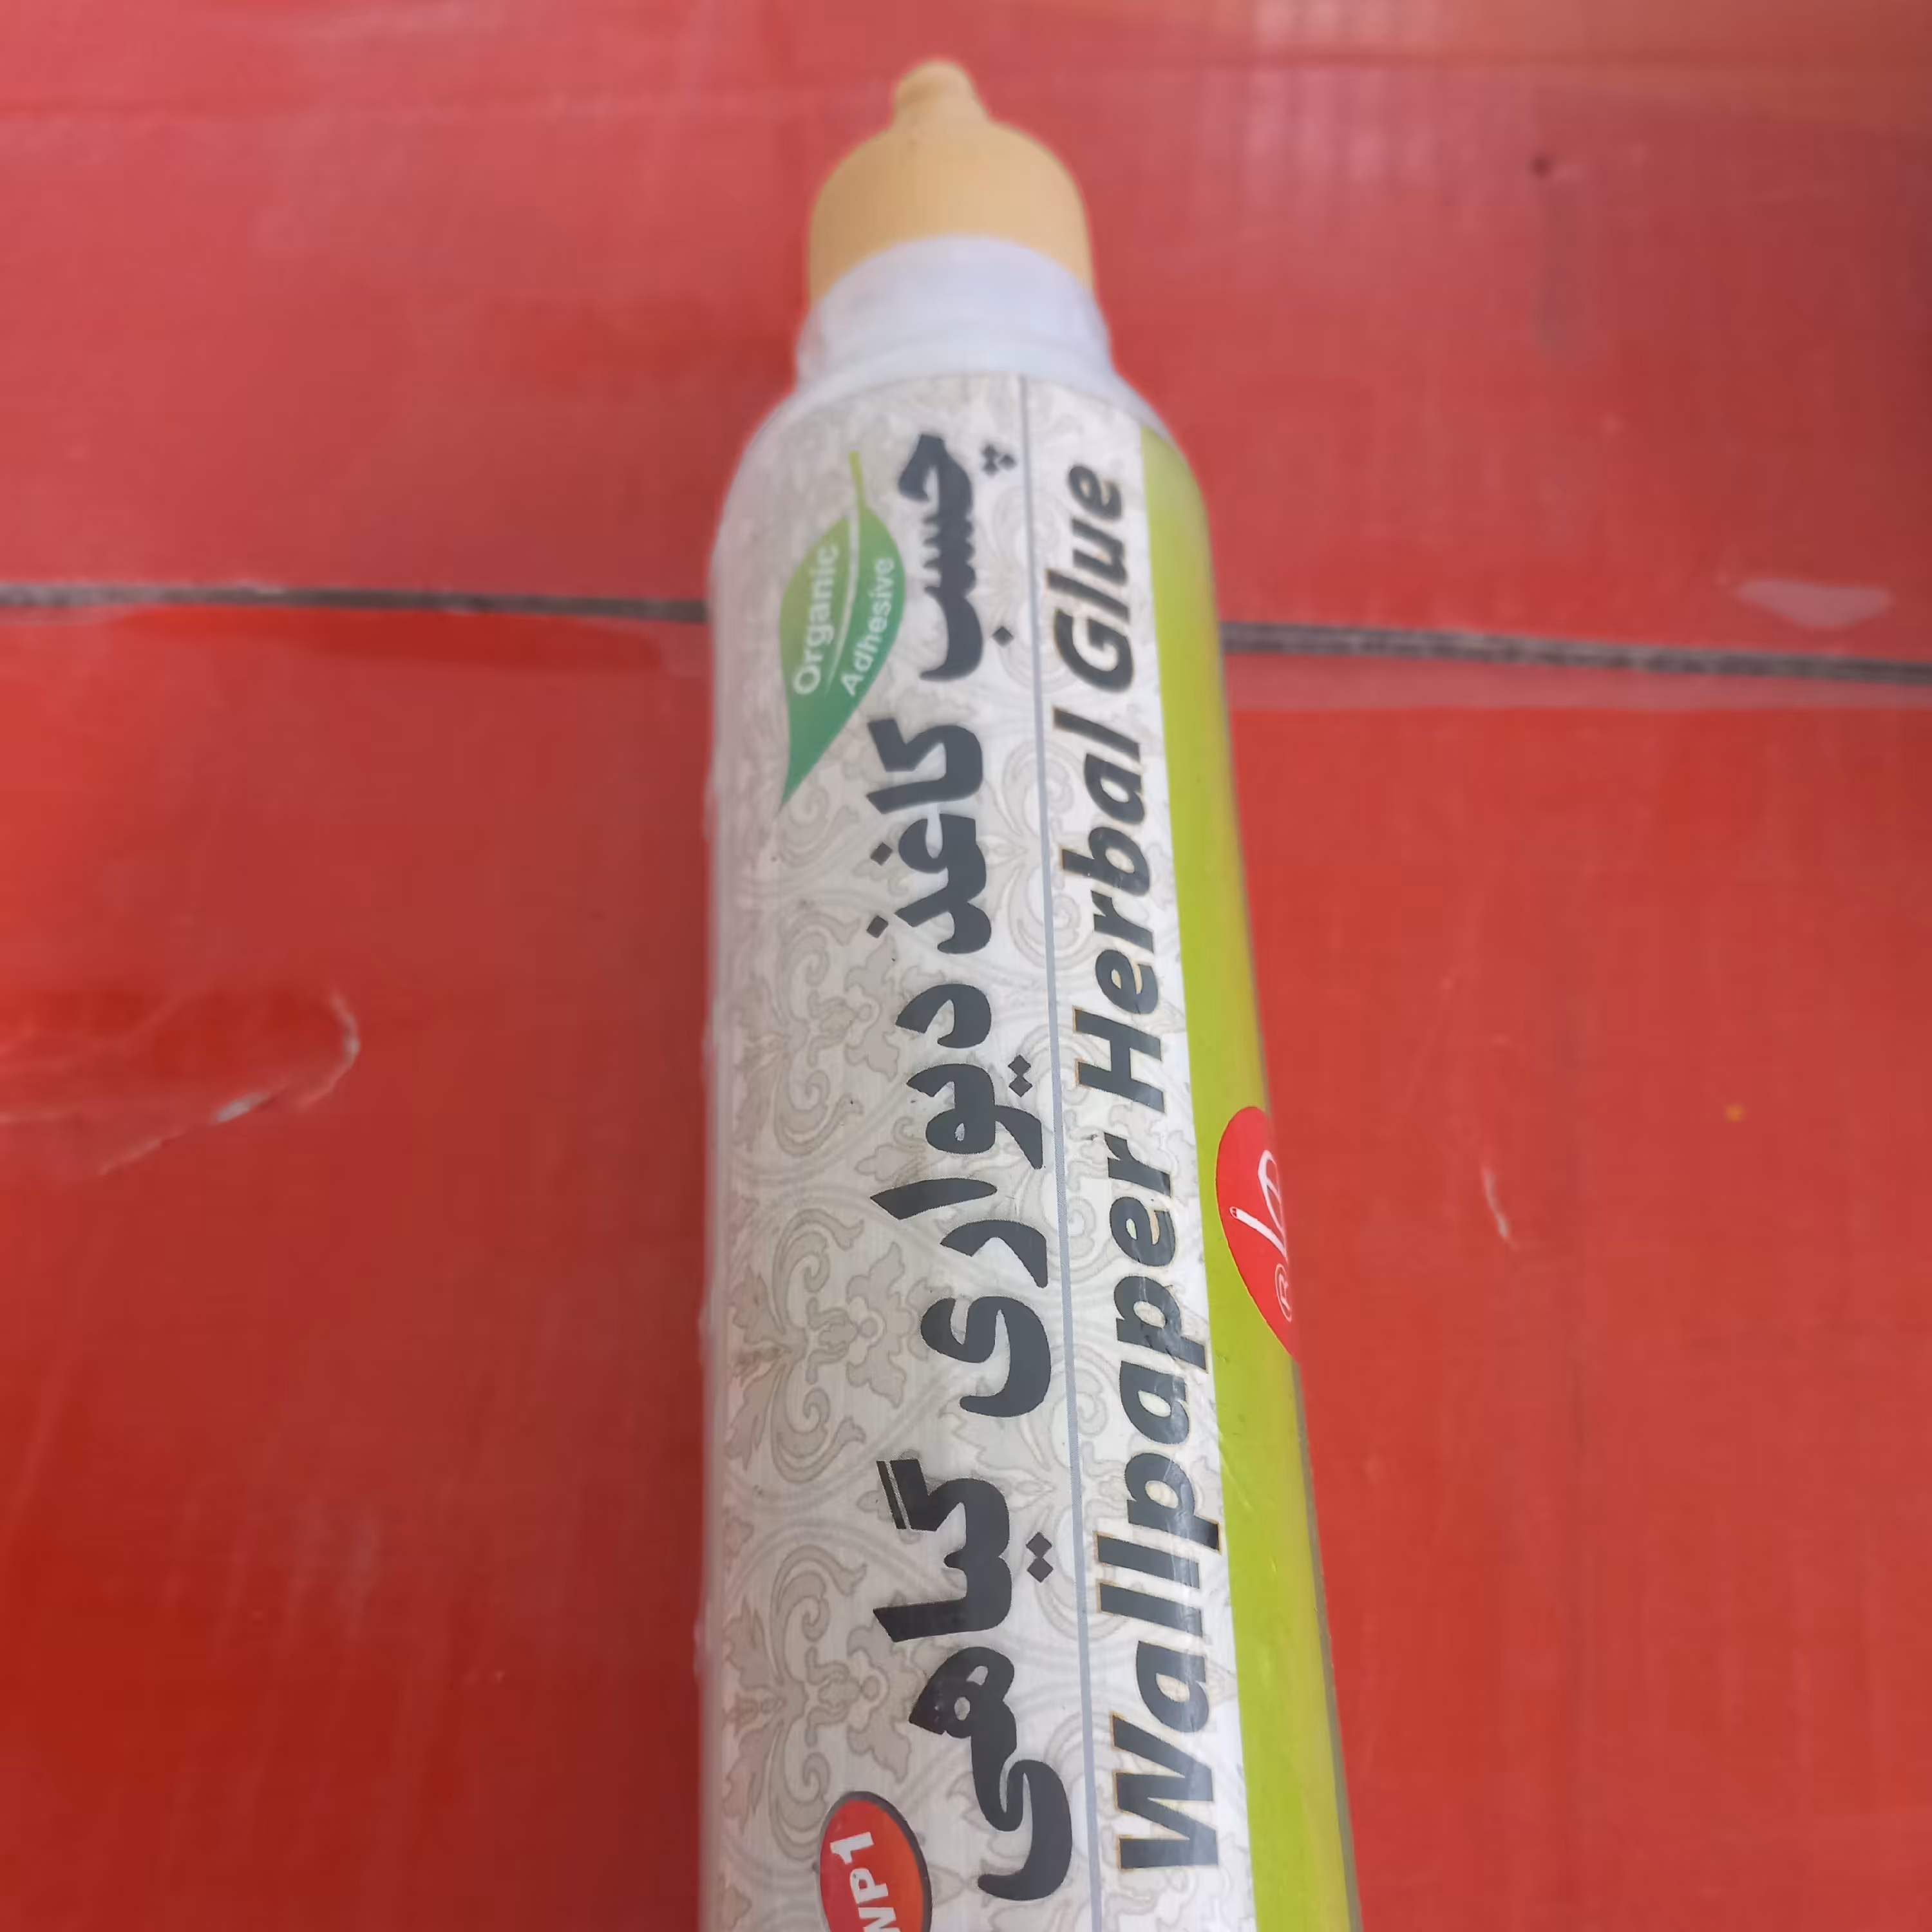 Organic
Adhesive
چسب کاغذ دیواری گیاهی
Wallpaper Herbal Glue
WP1
®